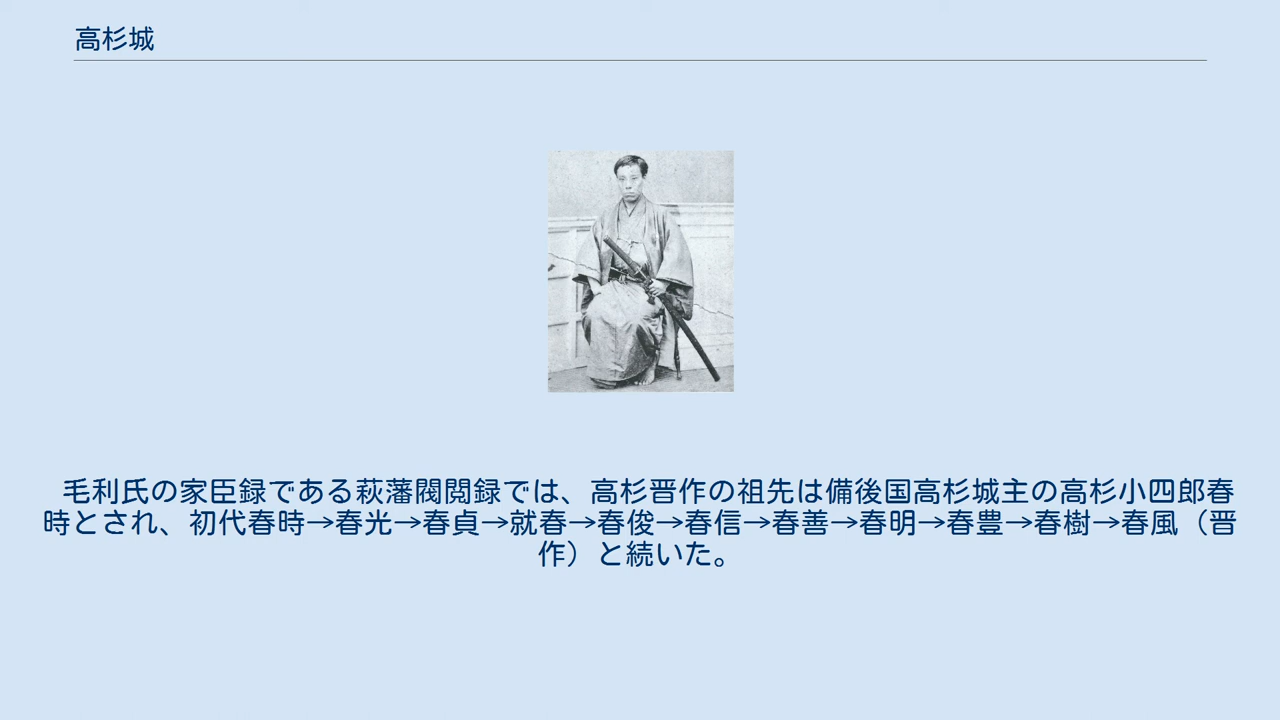 高杉城
毛利氏の家臣録である萩藩閥閲録では、高杉晋作の祖先は備後国高杉城主の高杉小四郎春
時とされ、初代春時→春光→春貞→就春→春俊→春信→春善→春明→春豊→春樹→春風（晋
作）と続いた。